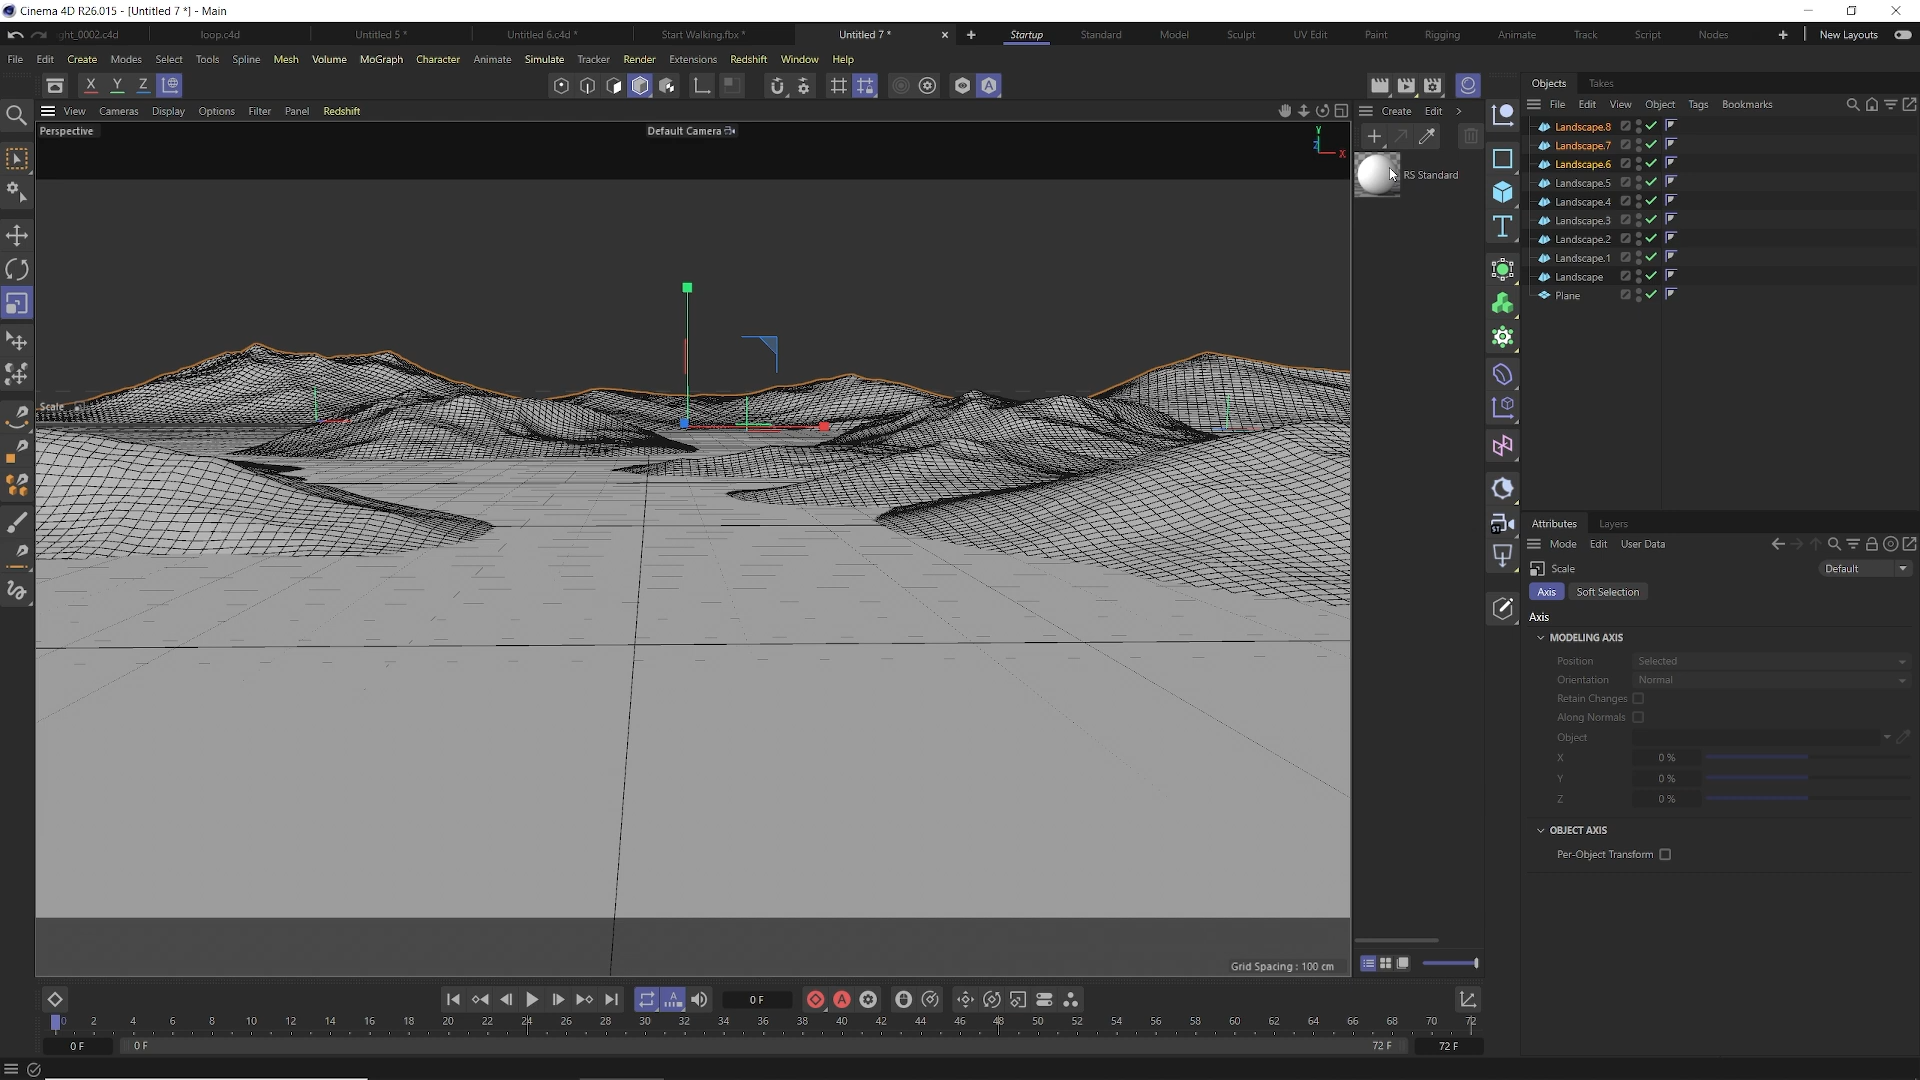 Cinema 4D R26.015 - [Untitled 7 *] - Main
ght_0002.c4d loop.c4d Untitled 5 * Untitled 6.c4d * Start Walking.fbx * Untitled 7 * Startup Standard Model Sculpt UV Edit Paint Rigging Animate Track Script Nodes New Layouts
File Edit Create Modes Select Tools Spline Mesh Volume MoGraph Character Animate Simulate Tracker Render Extensions Redshift Window Help
X Y Z
Objects Takes
File Edit View Object Tags Bookmarks
View Cameras Display Options Filter Panel Redshift
Create Edit
Perspective
Default Camera
Y
Z
X
RS Standard
Landscape.8
Landscape.7
Landscape.6
Landscape.5
Landscape.4
Landscape.3
Landscape.2
Landscape.1
Landscape
Plane
Scale
Grid Spacing : 100 cm
Attributes Layers
Mode Edit User Data
Scale Default
Axis Soft Selection
Axis
MODELING AXIS
Position Selected
Orientation Normal
Retain Changes
Along Normals
Object
X 0 %
Y 0 %
Z 0 %
OBJECT AXIS
Per-Object Transform
0 F
0 2 4 6 8 10 12 14 16 18 20 22 24 26 28 30 32 34 36 38 40 42 44 46 48 50 52 54 56 58 60 62 64 66 68 70 72
0 F 0 F 72 F 72 F